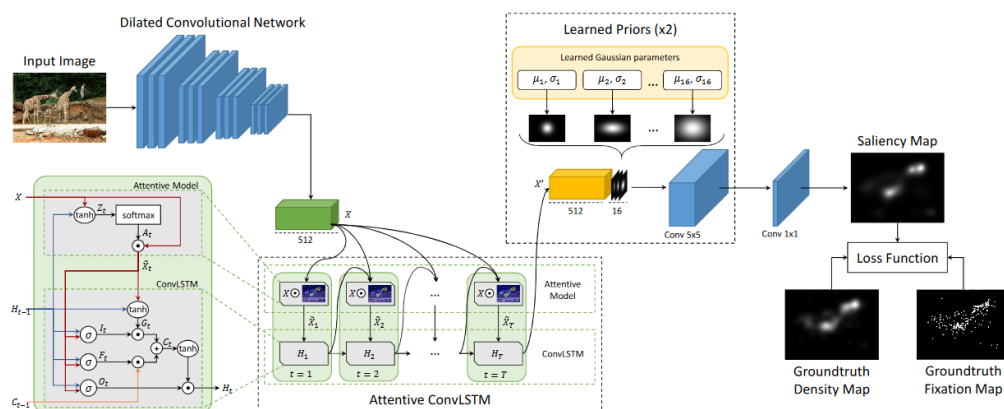 Dilated Convolutional Network
Input Image
Learned Priors (x2)
Learned Gaussian parameters
μ₁, σ₁
μ₂, σ₂
...
μ₁₆, σ₁₆
...
X'
512
16
Conv 5x5
Conv 1x1
Saliency Map
Loss Function
Groundtruth
Density Map
Groundtruth
Fixation Map
Attentive Model
X
tanh
Zₜ
softmax
Aₜ
X̃ₜ
ConvLSTM
Hₜ₋₁
tanh
Gₜ
σ
Iₜ
Cₜ
tanh
σ
Fₜ
σ
Oₜ
Hₜ
Cₜ₋₁
X
512
X
X
...
X
Attentive
Model
X̃₁
X̃₂
X̃_T
H₁
H₂
...
H_T
ConvLSTM
t = 1
t = 2
t = T
Attentive ConvLSTM